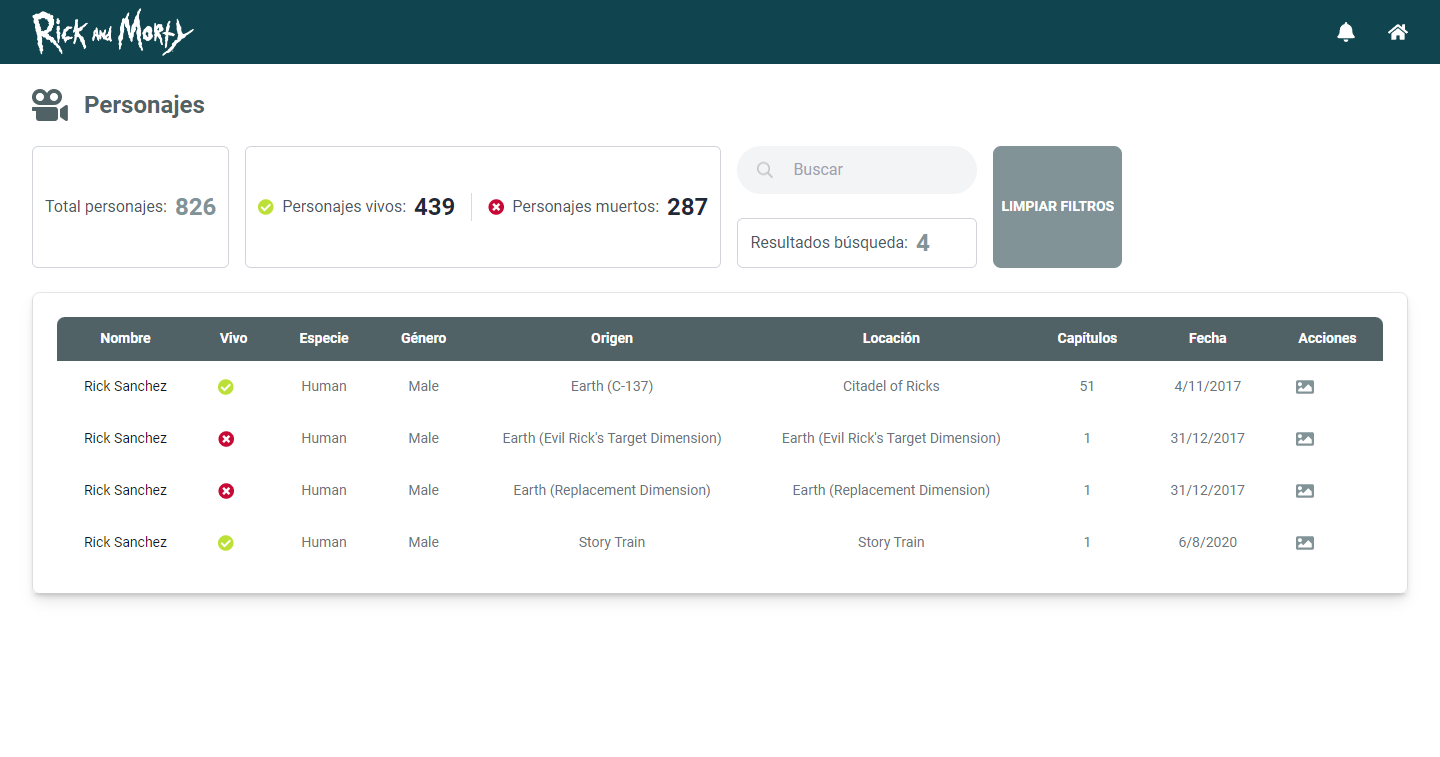 Rick and Morty
Personajes
Total personajes: 826
Personajes vivos: 439
Personajes muertos: 287
Buscar
Resultados búsqueda: 4
LIMPIAR FILTROS
Nombre Vivo Especie Género Origen Locación Capítulos Fecha Acciones
Rick Sanchez Human Male Earth (C-137) Citadel of Ricks 51 4/11/2017
Rick Sanchez Human Male Earth (Evil Rick's Target Dimension) Earth (Evil Rick's Target Dimension) 1 31/12/2017
Rick Sanchez Human Male Earth (Replacement Dimension) Earth (Replacement Dimension) 1 31/12/2017
Rick Sanchez Human Male Story Train Story Train 1 6/8/2020